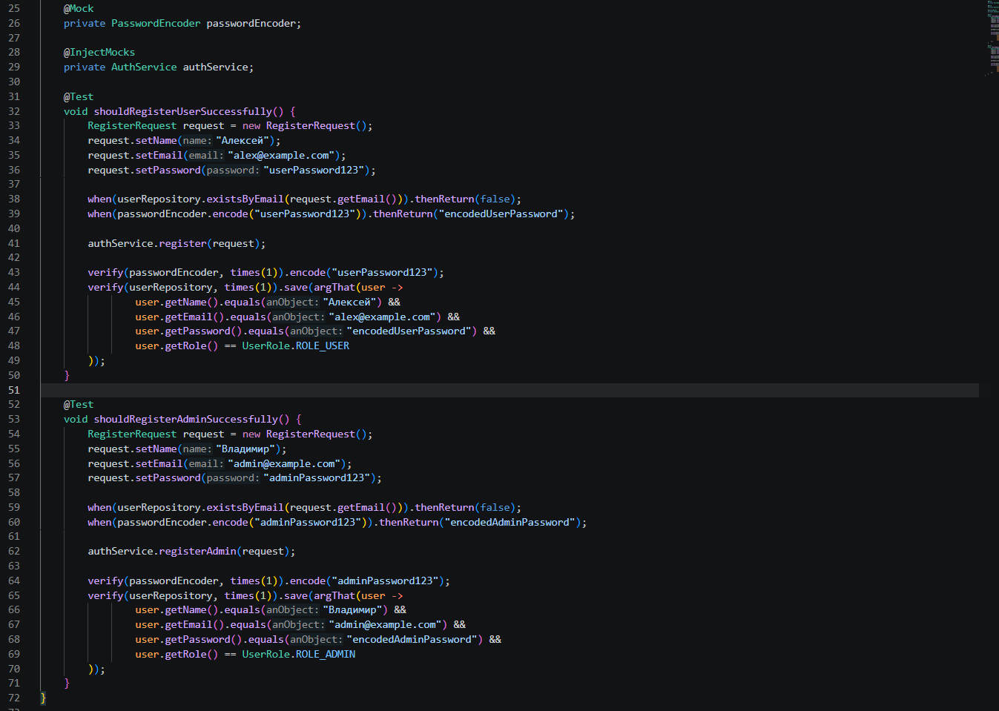 25 @Mock
26 private PasswordEncoder passwordEncoder;
27
28 @InjectMocks
29 private AuthService authService;
30
31 @Test
32 void shouldRegisterUserSuccessfully() {
33 RegisterRequest request = new RegisterRequest();
34 request.setName(name: "Алексей");
35 request.setEmail(email: "alex@example.com");
36 request.setPassword(password: "userPassword123");
37
38 when(userRepository.existsByEmail(request.getEmail())).thenReturn(false);
39 when(passwordEncoder.encode("userPassword123")).thenReturn("encodedUserPassword");
40
41 authService.register(request);
42
43 verify(passwordEncoder, times(1)).encode("userPassword123");
44 verify(userRepository, times(1)).save(argThat(user ->
45 user.getName().equals(anObject: "Алексей") &&
46 user.getEmail().equals(anObject: "alex@example.com") &&
47 user.getPassword().equals(anObject: "encodedUserPassword") &&
48 user.getRole() == UserRole.ROLE_USER
49 ));
50 }
51
52 @Test
53 void shouldRegisterAdminSuccessfully() {
54 RegisterRequest request = new RegisterRequest();
55 request.setName(name: "Владимир");
56 request.setEmail(email: "admin@example.com");
57 request.setPassword(password: "adminPassword123");
58
59 when(userRepository.existsByEmail(request.getEmail())).thenReturn(false);
60 when(passwordEncoder.encode("adminPassword123")).thenReturn("encodedAdminPassword");
61
62 authService.registerAdmin(request);
63
64 verify(passwordEncoder, times(1)).encode("adminPassword123");
65 verify(userRepository, times(1)).save(argThat(user ->
66 user.getName().equals(anObject: "Владимир") &&
67 user.getEmail().equals(anObject: "admin@example.com") &&
68 user.getPassword().equals(anObject: "encodedAdminPassword") &&
69 user.getRole() == UserRole.ROLE_ADMIN
70 ));
71 }
72 }